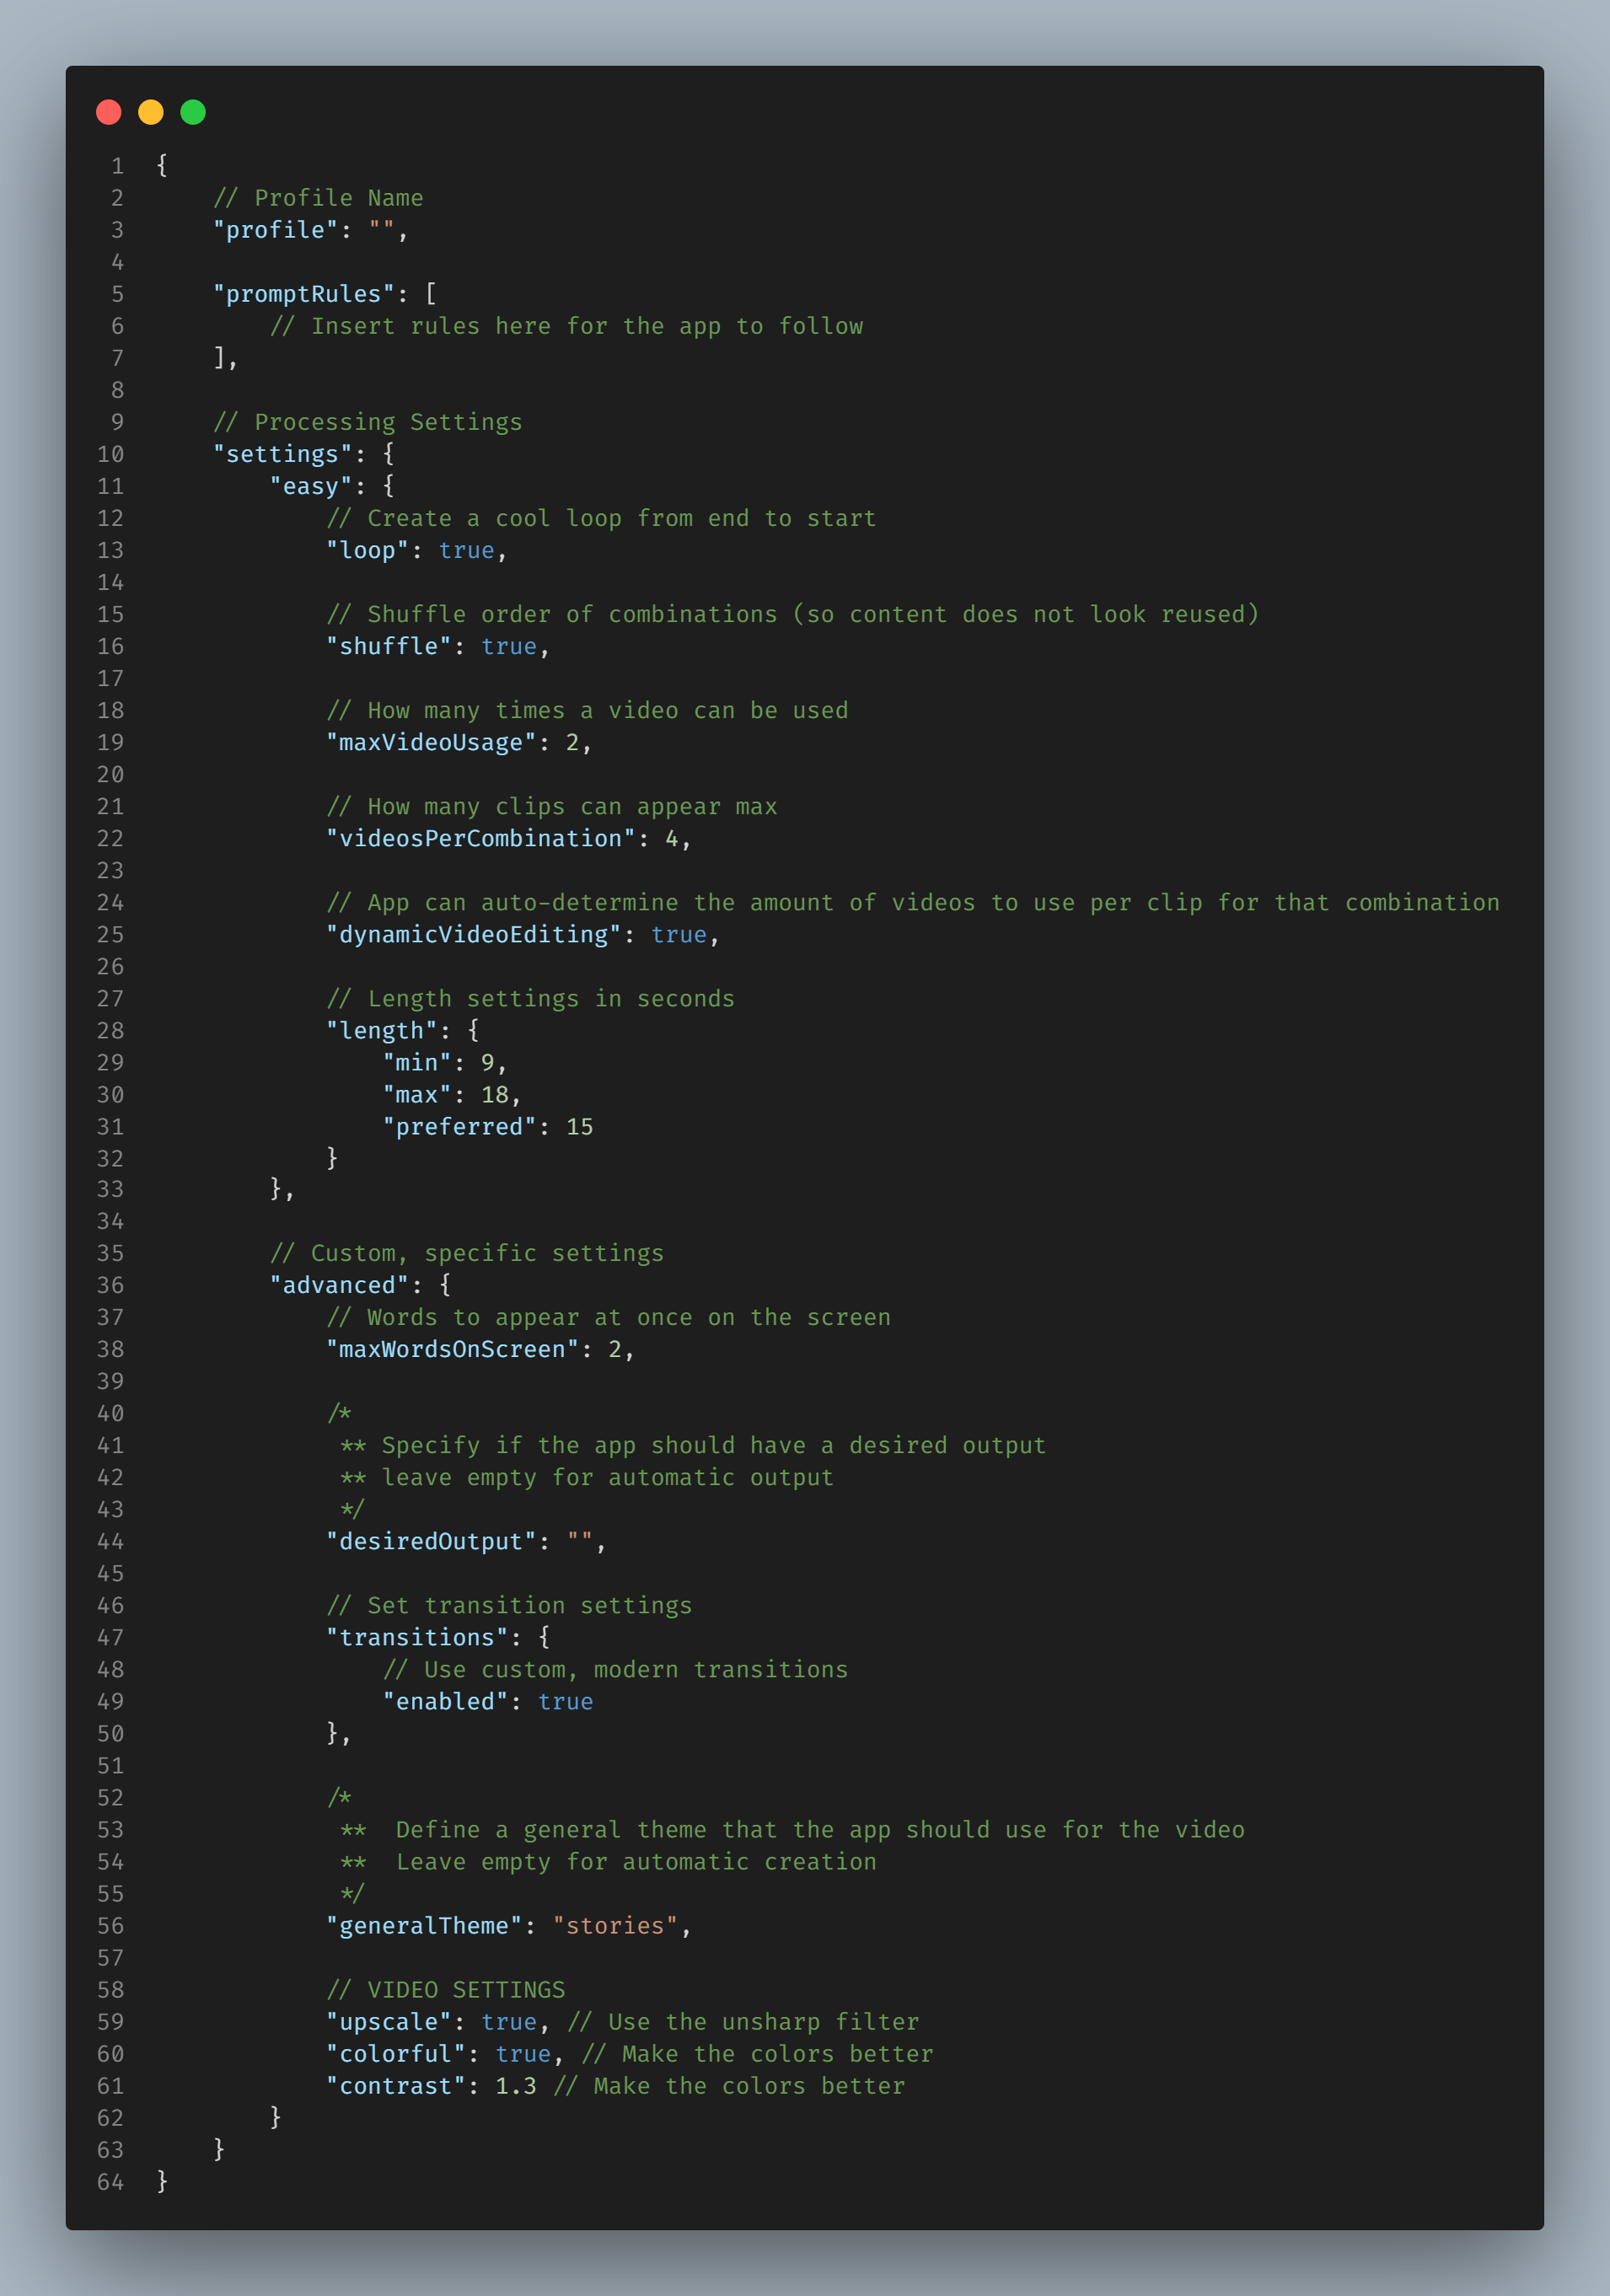 1 {
2     // Profile Name
3     "profile": "",
4
5     "promptRules": [
6         // Insert rules here for the app to follow
7     ],
8
9     // Processing Settings
10     "settings": {
11         "easy": {
12             // Create a cool loop from end to start
13             "loop": true,
14
15             // Shuffle order of combinations (so content does not look reused)
16             "shuffle": true,
17
18             // How many times a video can be used
19             "maxVideoUsage": 2,
20
21             // How many clips can appear max
22             "videosPerCombination": 4,
23
24             // App can auto-determine the amount of videos to use per clip for that combination
25             "dynamicVideoEditing": true,
26
27             // Length settings in seconds
28             "length": {
29                 "min": 9,
30                 "max": 18,
31                 "preferred": 15
32             }
33         },
34
35         // Custom, specific settings
36         "advanced": {
37             // Words to appear at once on the screen
38             "maxWordsOnScreen": 2,
39
40             /*
41              ** Specify if the app should have a desired output
42              ** leave empty for automatic output
43              */
44             "desiredOutput": "",
45
46             // Set transition settings
47             "transitions": {
48                 // Use custom, modern transitions
49                 "enabled": true
50             },
51
52             /*
53              **  Define a general theme that the app should use for the video
54              **  Leave empty for automatic creation
55              */
56             "generalTheme": "stories",
57
58             // VIDEO SETTINGS
59             "upscale": true, // Use the unsharp filter
60             "colorful": true, // Make the colors better
61             "contrast": 1.3 // Make the colors better
62         }
63     }
64 }